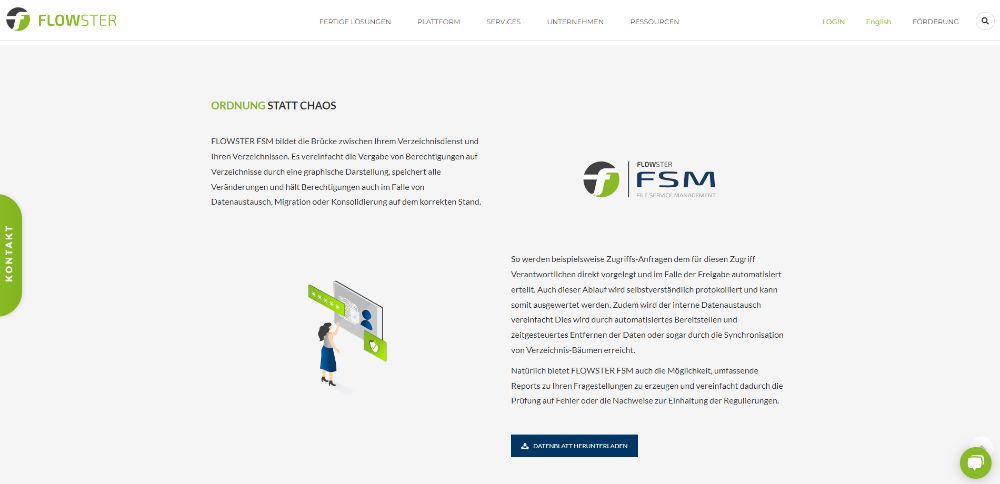 FLOWSTER
FERTIGE LÖSUNGEN PLATTFORM SERVICES UNTERNEHMEN RESSOURCEN LOGIN English FÖRDERUNG
ORDNUNG STATT CHAOS
FLOWSTER FSM bildet die Brücke zwischen Ihrem Verzeichnisdienst und
Ihren Verzeichnissen. Es vereinfacht die Vergabe von Berechtigungen auf
Verzeichnisse durch eine graphische Darstellung, speichert alle
Veränderungen und hält Berechtigungen auch im Falle von
Datenaustausch, Migration oder Konsolidierung auf dem korrekten Stand.
FLOWSTER
FSM
FILE SERVICE MANAGEMENT
KONTAKT
So werden beispielsweise Zugriffs-Anfragen dem für diesen Zugriff
Verantwortlichen direkt vorgelegt und im Falle der Freigabe automatisiert
erteilt. Auch dieser Ablauf wird selbstverständlich protokolliert und kann
somit ausgewertet werden. Zudem wird der interne Datenaustausch
vereinfacht Dies wird durch automatisiertes Bereitstellen und
zeitgesteuertes Entfernen der Daten oder sogar durch die Synchronisation
von Verzeichnis-Bäumen erreicht.
Natürlich bietet FLOWSTER FSM auch die Möglichkeit, umfassende
Reports zu Ihren Fragestellungen zu erzeugen und vereinfacht dadurch die
Prüfung auf Fehler oder die Nachweise zur Einhaltung der Regulierungen.
DATENBLATT HERUNTERLADEN